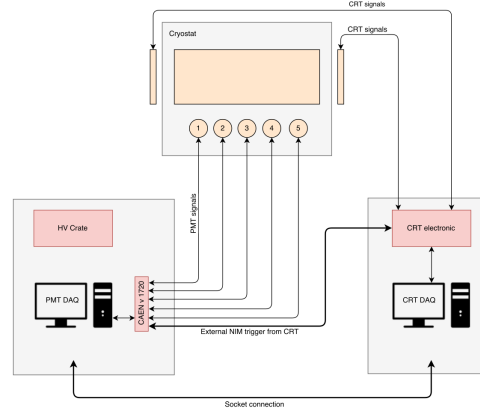 CRT signals
CRT signals
Cryostat
1 2 3 4 5
PMT signals
HV Crate
CRT electronic
PMT DAQ
CAEN v 1720
CRT DAQ
External NIM trigger from CRT
Socket connection